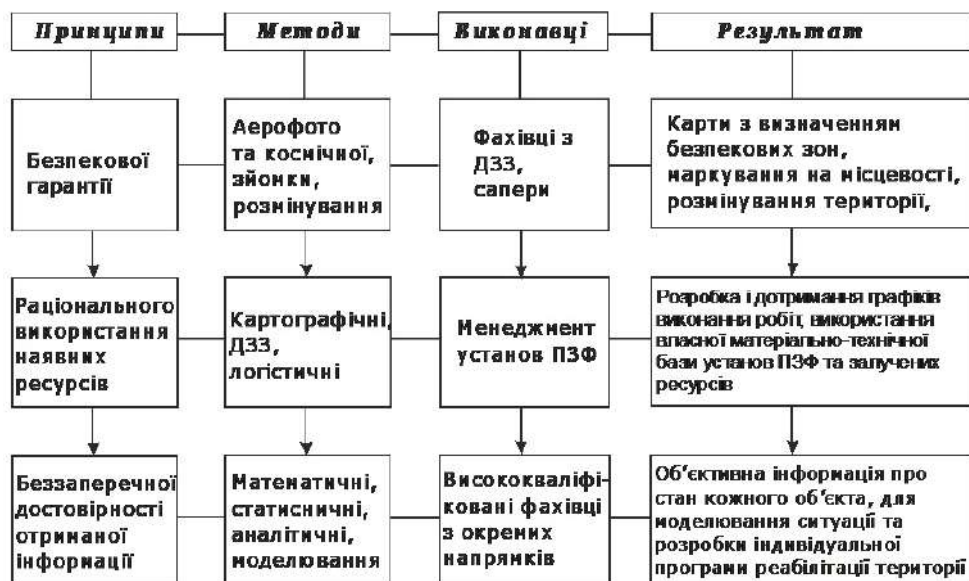 Принципи
Методи
Виконавці
Результат
Безпекової
гарантії
Аерофото
та космічної,
зйонки,
розмінування
Фахівці з
ДЗЗ,
сапери
Карти з визначенням
безпекових зон,
маркування на місцевості,
розмінування території,
Раціонального
використання
наявних
ресурсів
Картографічні,
ДЗЗ,
логістичні
Менеджмент
установ ПЗФ
Розробка і дотримання графіків
виконання робіт, використання
власної матеріально-технічної
бази установ ПЗФ та залучених
ресурсів
Беззаперечної
достовірності
отриманої
інформації
Математичні,
статисничні,
аналітичні,
моделювання
Висококваліфі-
ковані фахівці
з окремих
напрямків
Об'єктивна інформація про
стан кожного об'єкта, для
моделювання ситуації та
розробки індивідуальної
програми реабілітації території